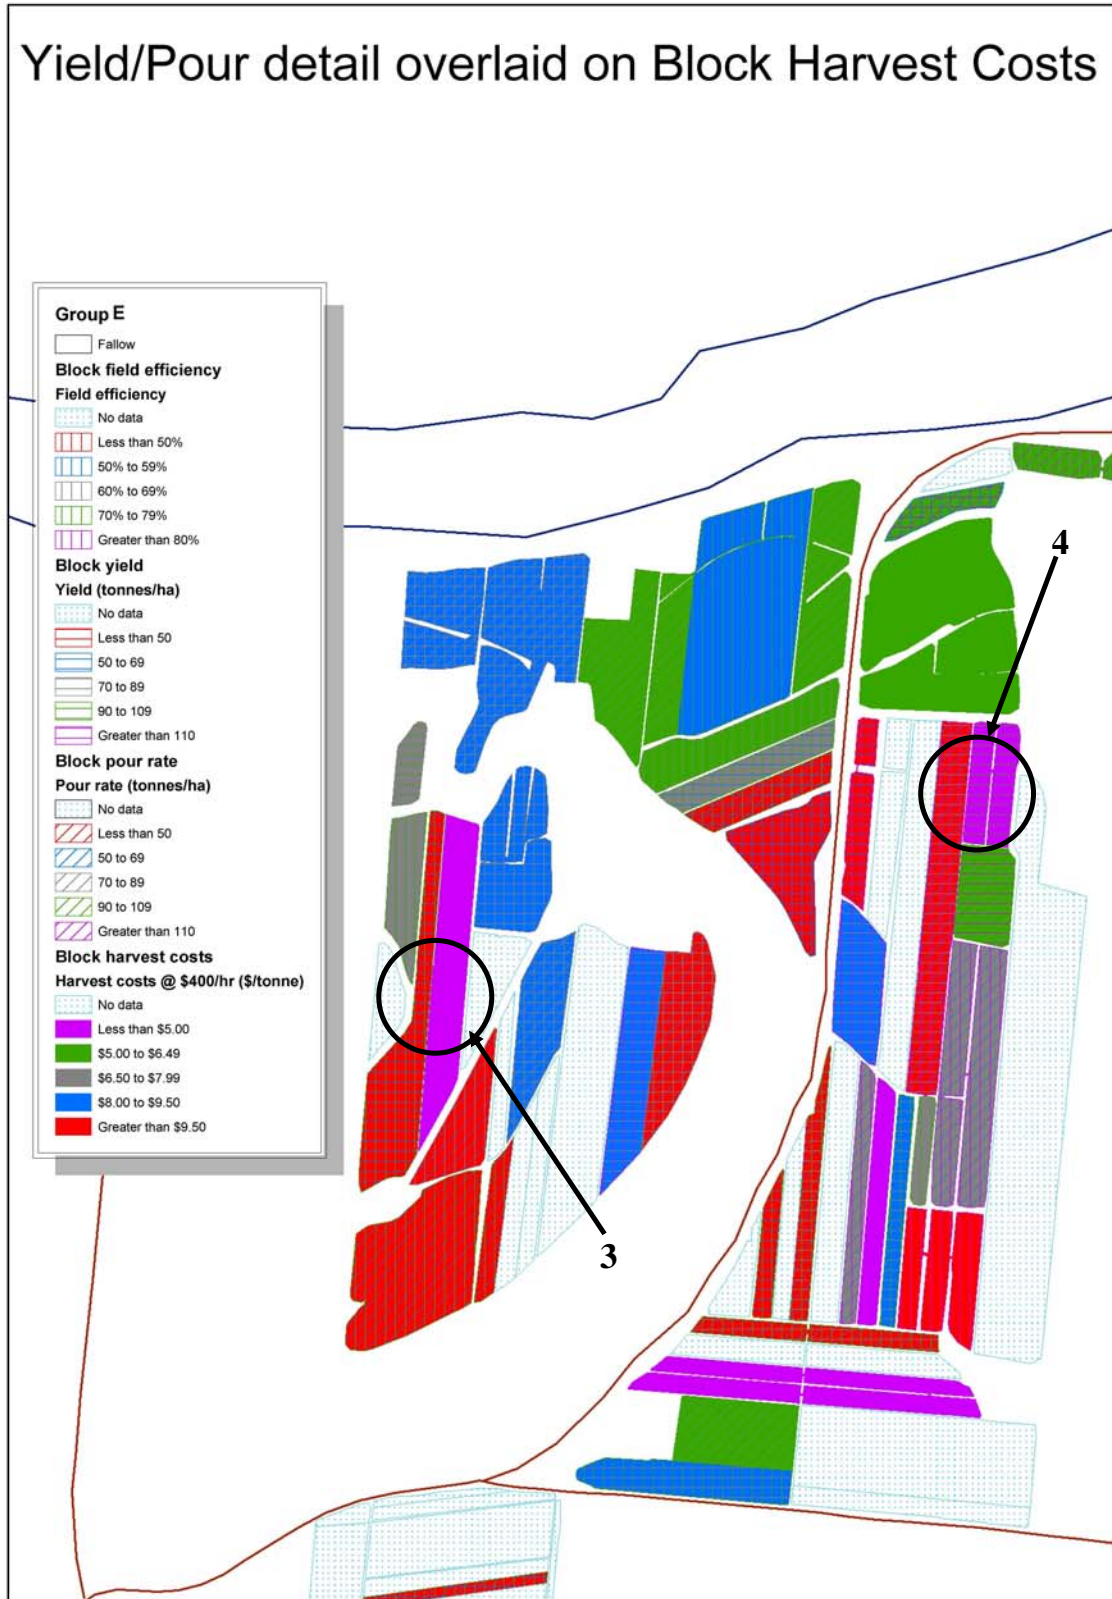 Yield/Pour detail overlaid on Block Harvest Costs
Group E
Fallow
Block field efficiency
Field efficiency
No data
Less than 50%
50% to 59%
60% to 69%
70% to 79%
Greater than 80%
Block yield
Yield (tonnes/ha)
No data
Less than 50
50 to 69
70 to 89
90 to 109
Greater than 110
Block pour rate
Pour rate (tonnes/ha)
No data
Less than 50
50 to 69
70 to 89
90 to 109
Greater than 110
Block harvest costs
Harvest costs @ $400/hr ($/tonne)
No data
Less than $5.00
$5.00 to $6.49
$6.50 to $7.99
$8.00 to $9.50
Greater than $9.50
4
3